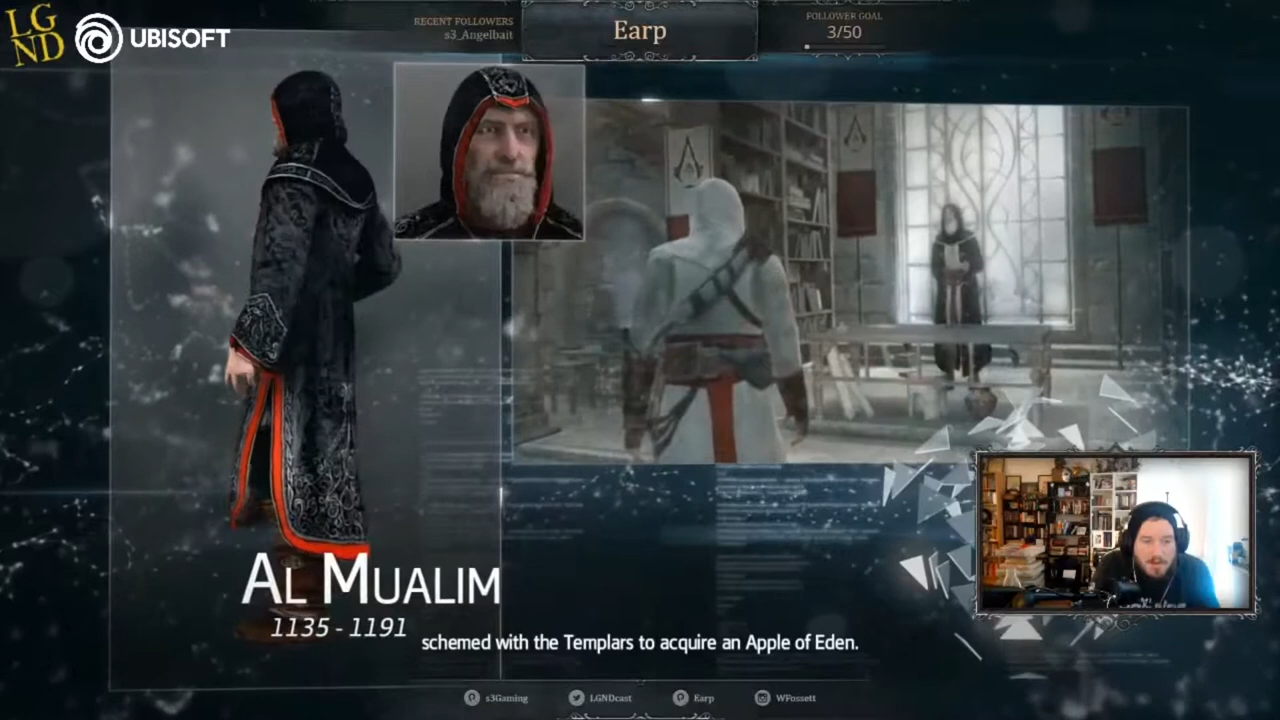 LG
ND
UBISOFT
RECENT FOLLOWERS
s3_Angelbait
Earp
FOLLOWER GOAL
3/50
AL MUALIM
1135 - 1191
schemed with the Templars to acquire an Apple of Eden.
s3Gaming
LGNDcast
Earp
WFossett